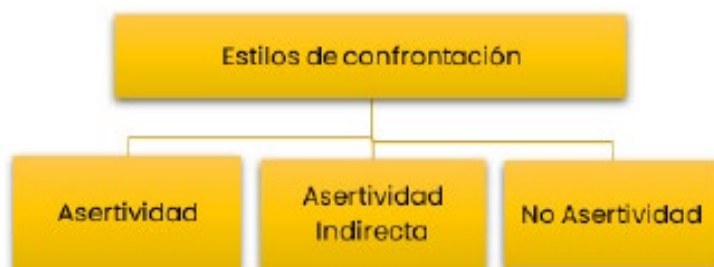 Estilos de confrontación
Asertividad
Asertividad
Indirecta
No Asertividad